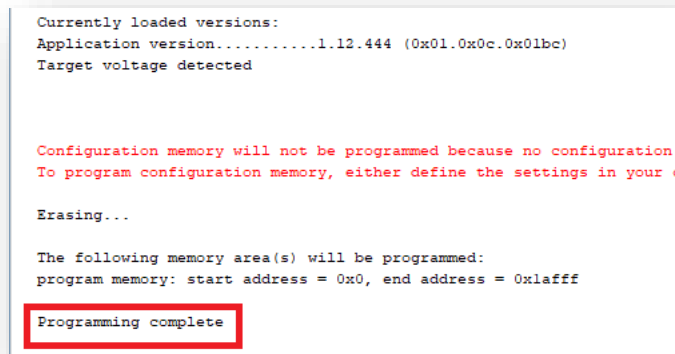 Currently loaded versions:
Application version...........1.12.444 (0x01.0x0c.0x01bc)
Target voltage detected
Configuration memory will not be programmed because no configuration
To program configuration memory, either define the settings in your
Erasing...
The following memory area(s) will be programmed:
program memory: start address = 0x0, end address = 0x1afff
Programming complete